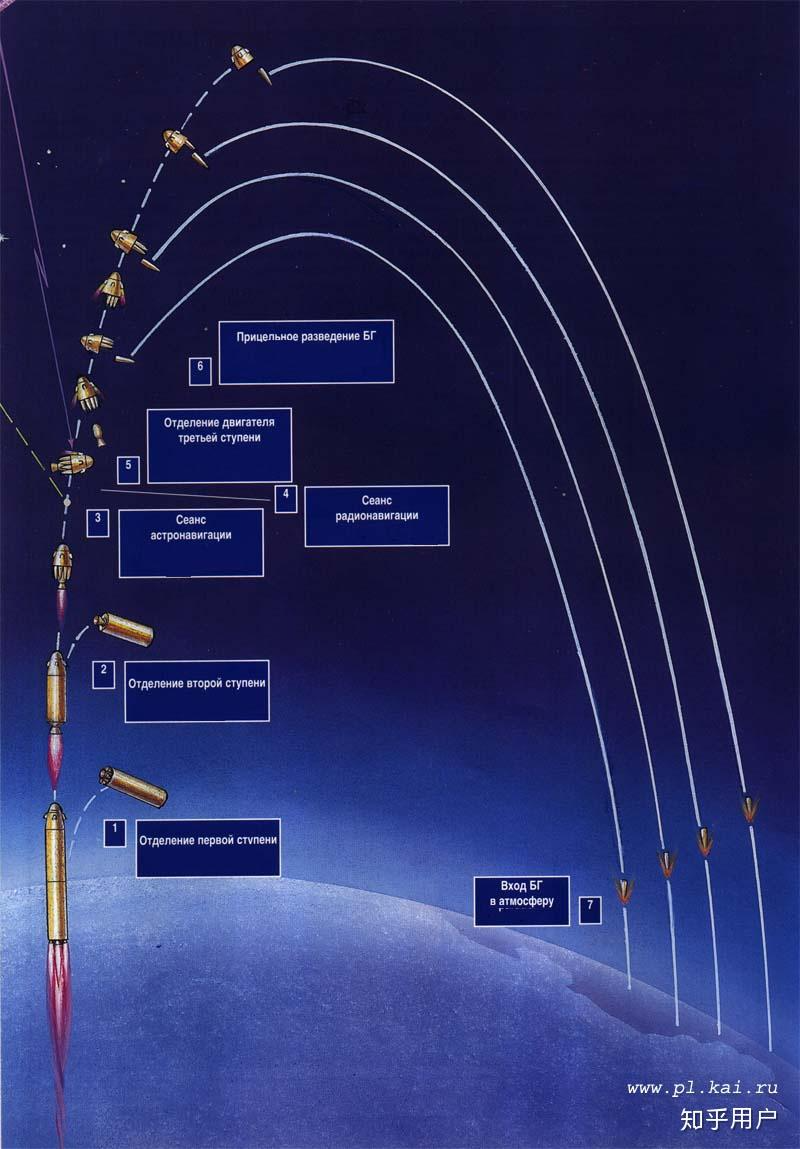 Прицельное разведение БГ
6
Отделение двигателя
третьей ступени
5
4
Сеанс
радионавигации
3
Сеанс
астронавигации
2
Отделение второй ступени
1
Отделение первой ступени
Вход БГ
в атмосферу
7
www.pl.kai.ru
知乎用户